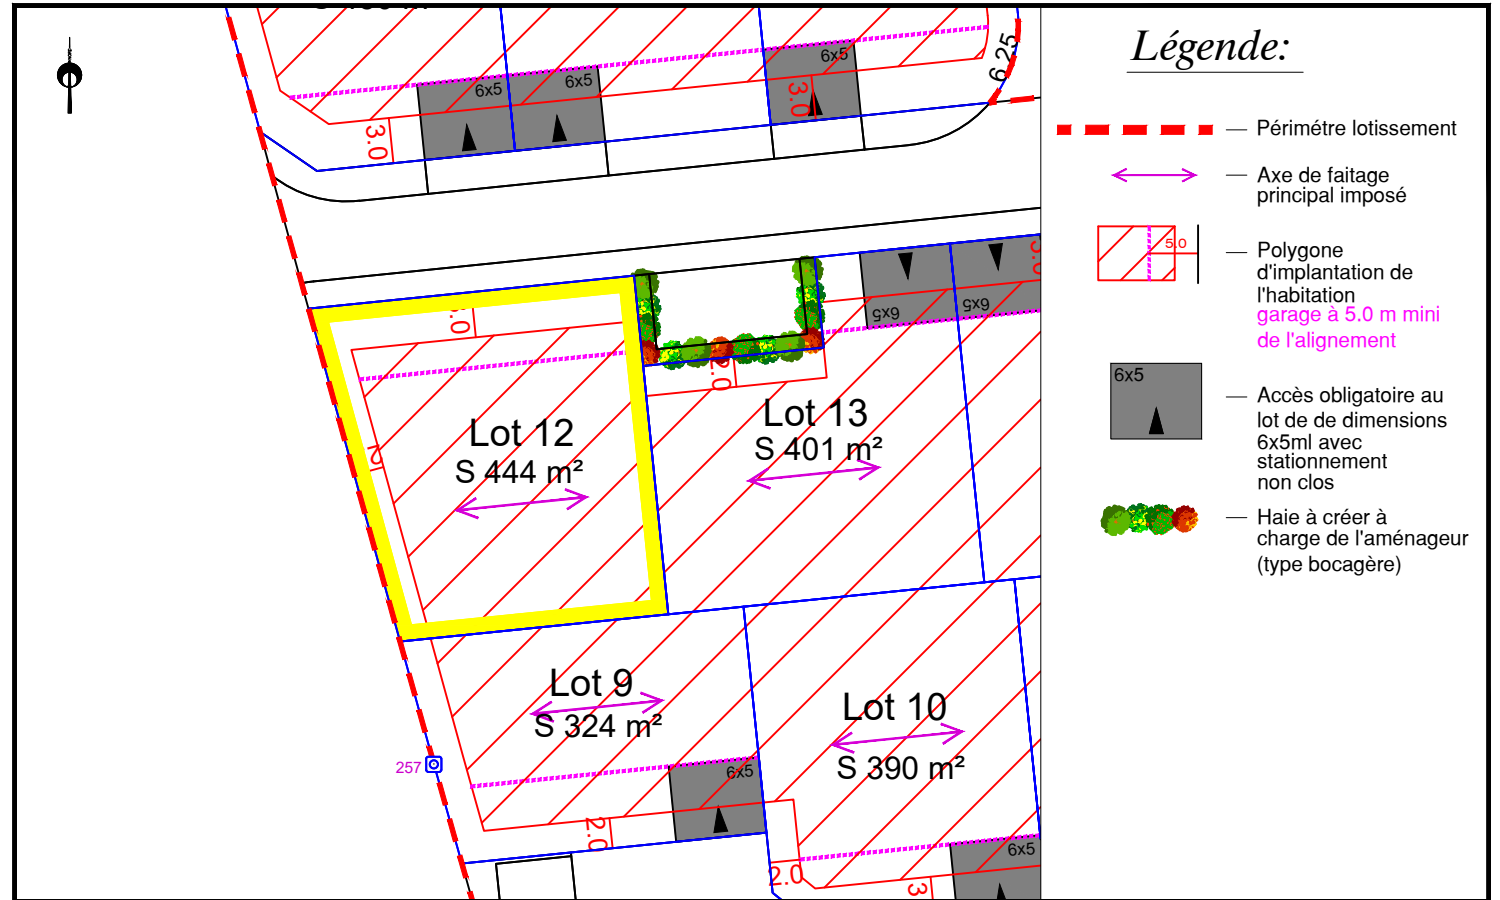 6x5
6x5
6x5
6.25
3.0
3.0
Légende:
Périmétre lotissement
Axe de faitage
principal imposé
5.0
Polygone
d'implantation de
l'habitation
garage à 5.0 m mini
de l'alignement
6x5
Accès obligatoire au
lot de de dimensions
6x5ml avec
stationnement
non clos
Haie à créer à
charge de l'aménageur
(type bocagère)
6x5
6x5
2.0
Lot 12
S 444 m²
Lot 13
S 401 m²
Lot 9
S 324 m²
Lot 10
S 390 m²
257
6x5
2.0
2.0
6x5